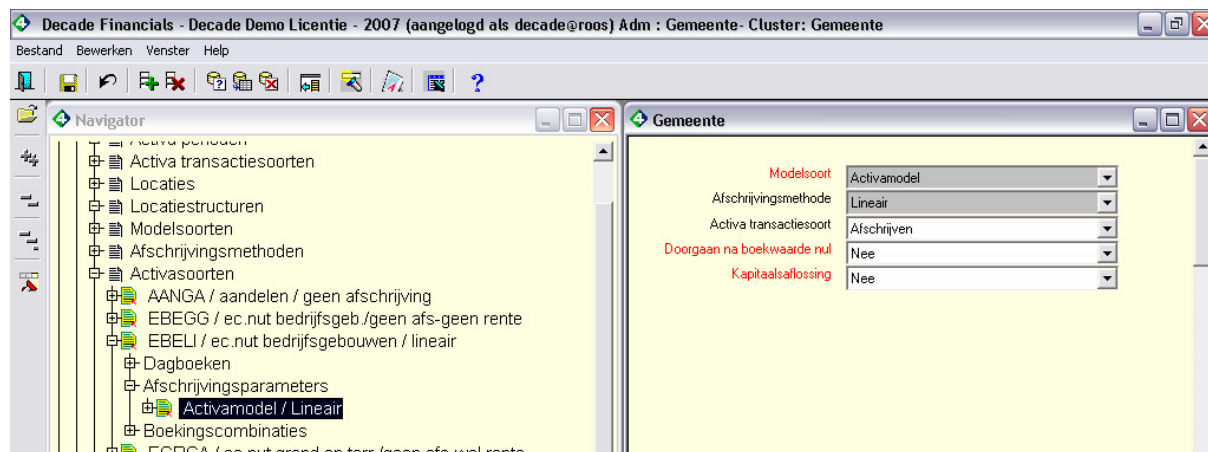 Decade Financials - Decade Demo Licentie - 2007 (aangelogd als decade@roos) Adm : Gemeente- Cluster: Gemeente
Bestand Bewerken Venster Help
Navigator
Activa perioden
Activa transactiesoorten
Locaties
Locatiestructuren
Modelsoorten
Afschrijvingsmethoden
Activasoorten
AANGA / aandelen / geen afschrijving
EBEGG / ec.nut bedrijfsgeb./geen afs-geen rente
EBELI / ec.nut bedrijfsgebouwen / lineair
Dagboeken
Afschrijvingsparameters
Activamodel / Lineair
Boekingscombinaties
Gemeente
Modelsoort Activamodel
Afschrijvingsmethode Lineair
Activa transactiesoort Afschrijven
Doorgaan na boekwaarde nul Nee
Kapitaalsaflossing Nee